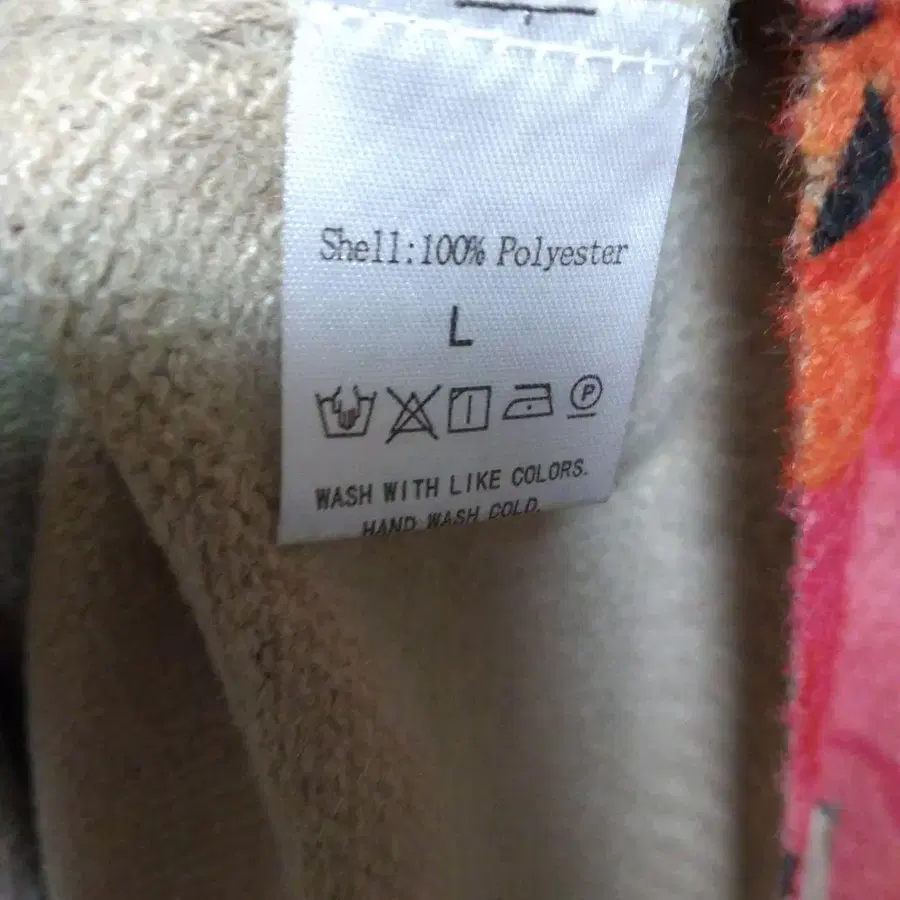 Shell:100% Polyester
L
P
WASH WITH LIKE COLORS.
HAND WASH COLD.